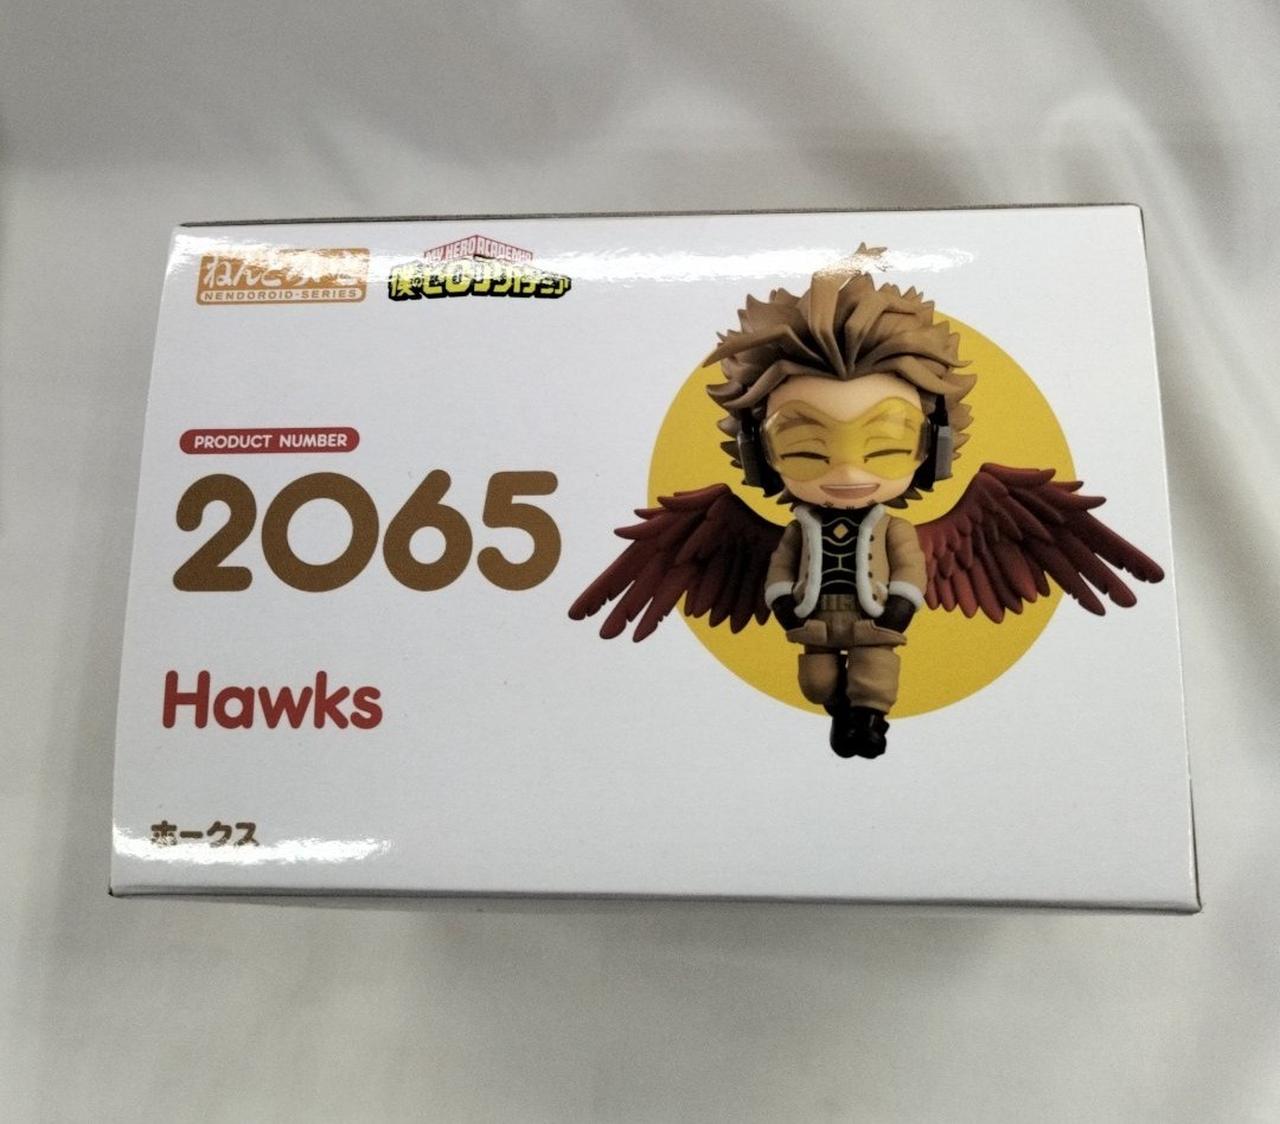 ねんどろいど
NENDOROID-SERIES
MY HERO ACADEMIA
僕のヒーローアカデミア
PRODUCT NUMBER
2065
Hawks
ホークス